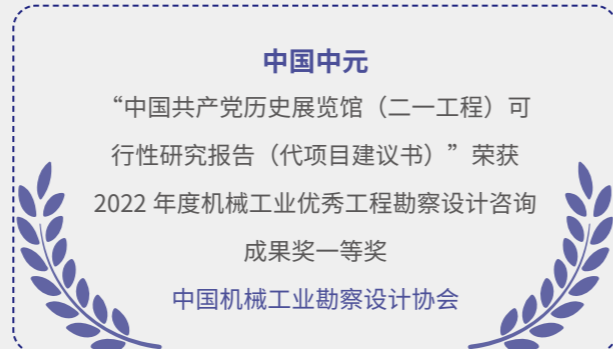 中国中元
“中国共产党历史展览馆（二一工程）可
行性研究报告（代项目建议书）”荣获
2022 年度机械工业优秀工程勘察设计咨询
成果奖一等奖
中国机械工业勘察设计协会